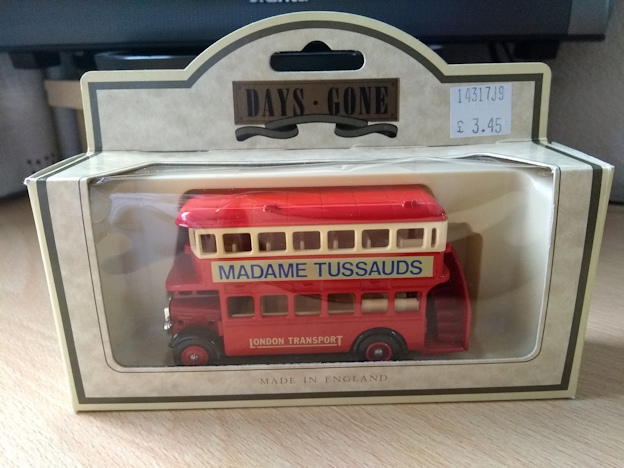 DAYS · GONE
14317J9
£ 3.45
MADAME TUSSAUDS
LONDON TRANSPORT
MADE IN ENGLAND